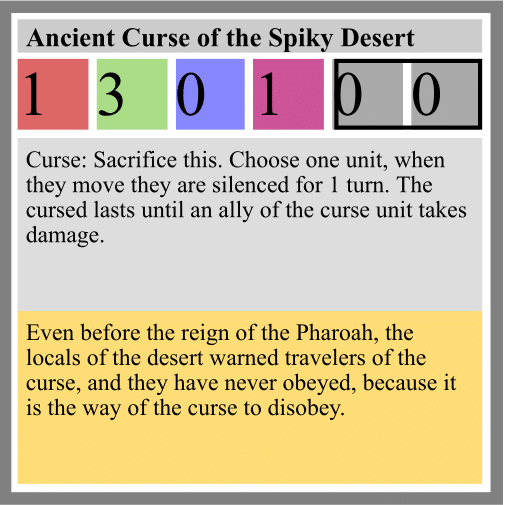 Ancient Curse of the Spiky Desert
1 3 0 1 0 0
Curse: Sacrifice this. Choose one unit, when
they move they are silenced for 1 turn. The
cursed lasts until an ally of the curse unit takes
damage.
Even before the reign of the Pharoah, the
locals of the desert warned travelers of the
curse, and they have never obeyed, because it
is the way of the curse to disobey.